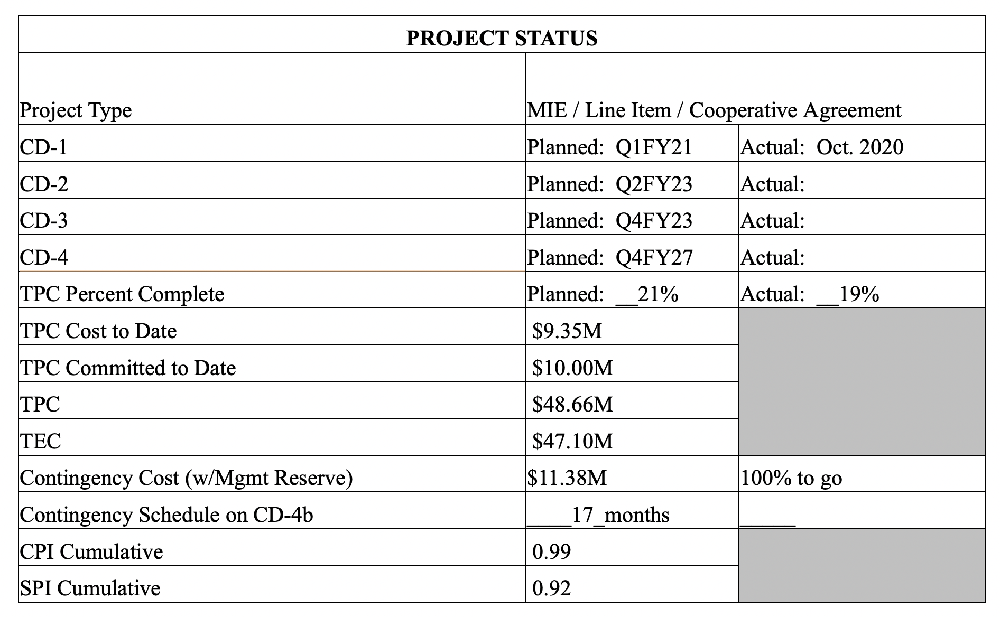 PROJECT STATUS
Project Type MIE / Line Item / Cooperative Agreement
CD-1 Planned: Q1FY21 Actual: Oct. 2020
CD-2 Planned: Q2FY23 Actual:
CD-3 Planned: Q4FY23 Actual:
CD-4 Planned: Q4FY27 Actual:
TPC Percent Complete Planned: __21% Actual: __19%
TPC Cost to Date $9.35M
TPC Committed to Date $10.00M
TPC $48.66M
TEC $47.10M
Contingency Cost (w/Mgmt Reserve) $11.38M 100% to go
Contingency Schedule on CD-4b ____17_months _____
CPI Cumulative 0.99
SPI Cumulative 0.92